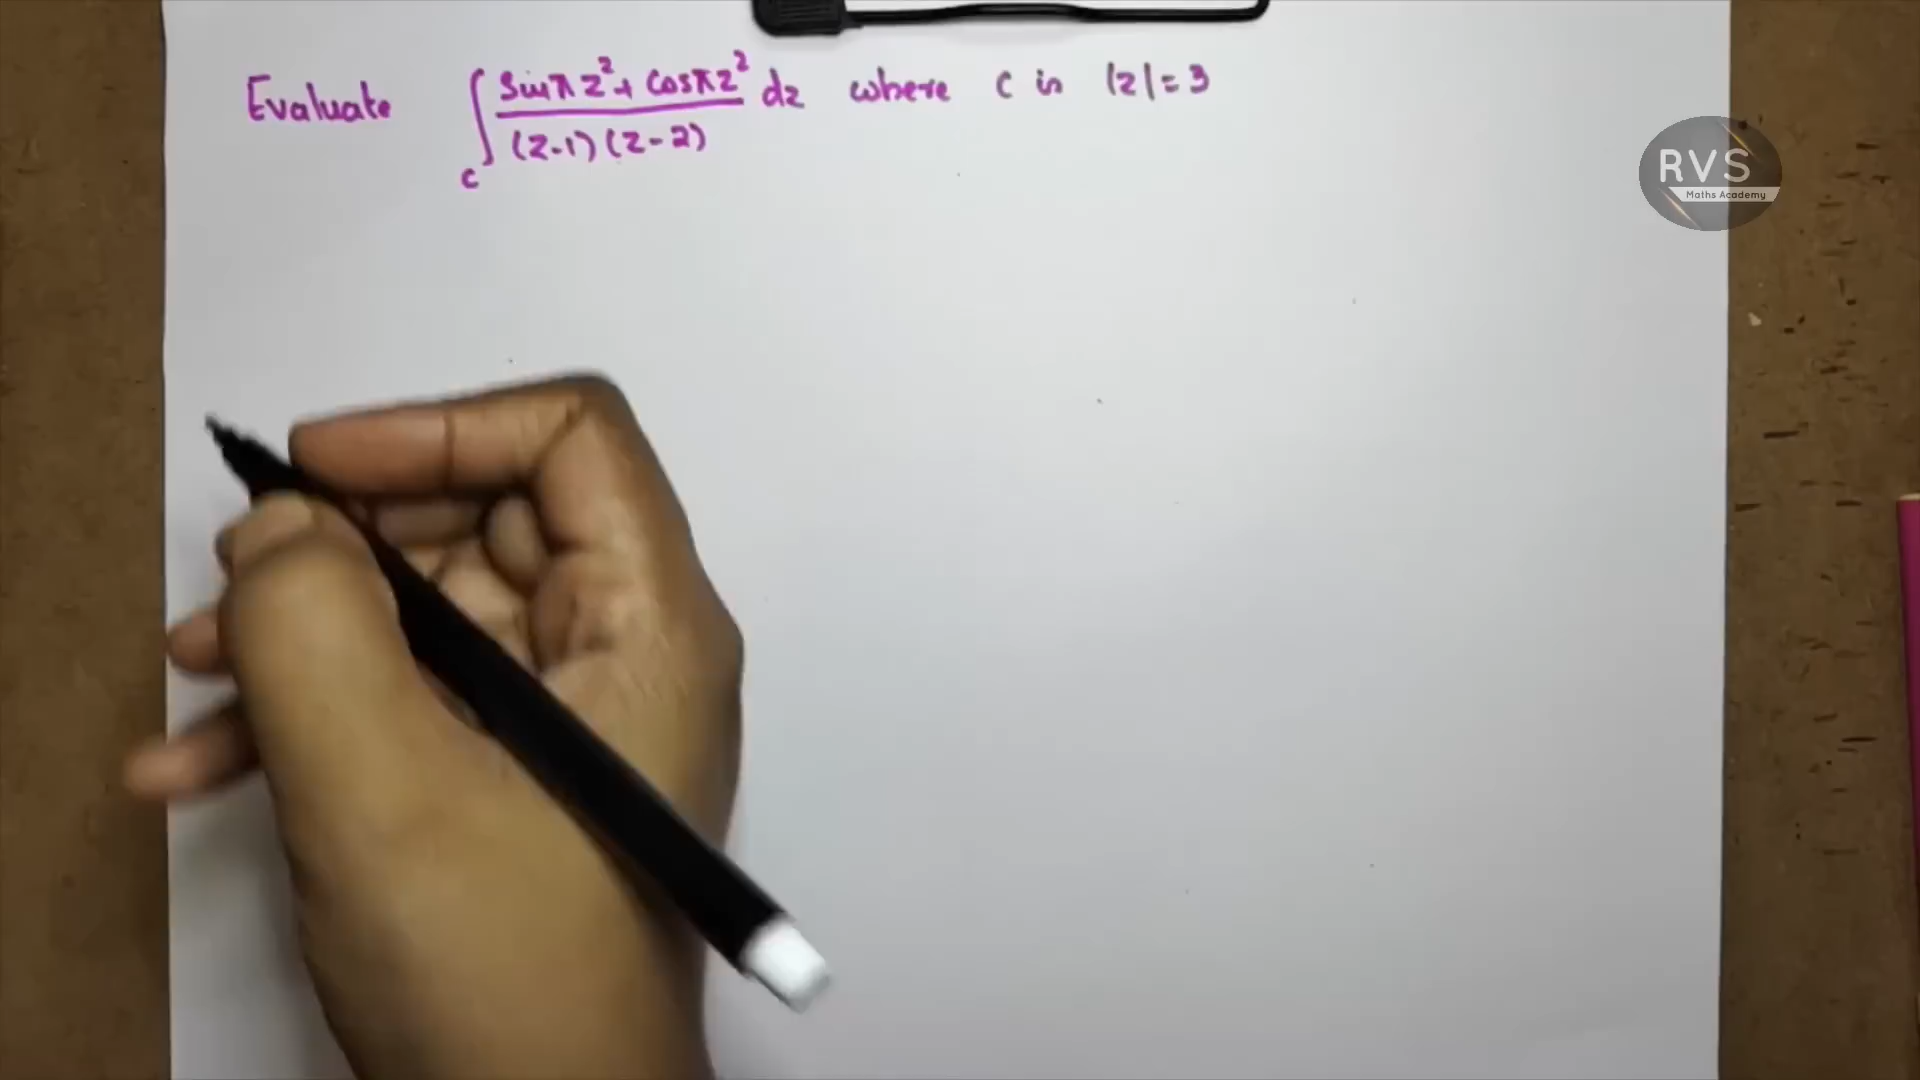 Evaluate ∫_C (sin πz² + cos πz²)/((z-1)(z-2)) dz where C is |z| = 3
RVS
Maths Academy